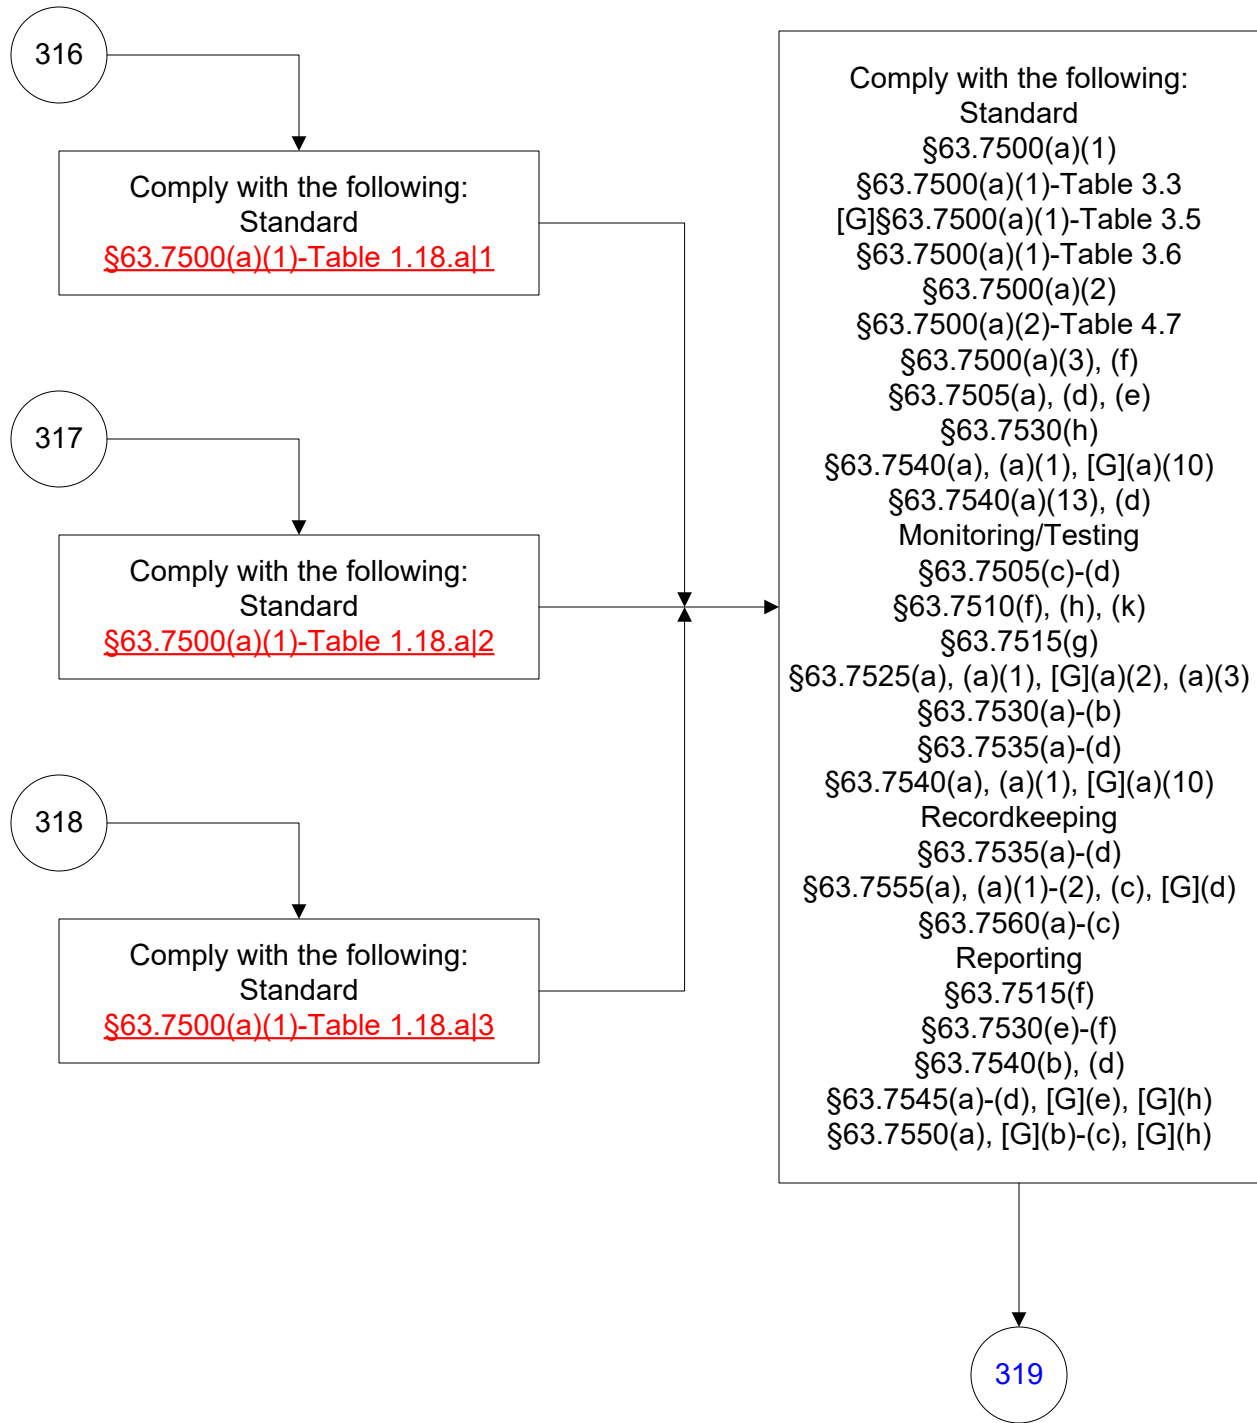 316
Comply with the following:
Standard
§63.7500(a)(1)-Table 1.18.a|1
317
Comply with the following:
Standard
§63.7500(a)(1)-Table 1.18.a|2
318
Comply with the following:
Standard
§63.7500(a)(1)-Table 1.18.a|3
Comply with the following:
Standard
§63.7500(a)(1)
§63.7500(a)(1)-Table 3.3
[G]§63.7500(a)(1)-Table 3.5
§63.7500(a)(1)-Table 3.6
§63.7500(a)(2)
§63.7500(a)(2)-Table 4.7
§63.7500(a)(3), (f)
§63.7505(a), (d), (e)
§63.7530(h)
§63.7540(a), (a)(1), [G](a)(10)
§63.7540(a)(13), (d)
Monitoring/Testing
§63.7505(c)-(d)
§63.7510(f), (h), (k)
§63.7515(g)
§63.7525(a), (a)(1), [G](a)(2), (a)(3)
§63.7530(a)-(b)
§63.7535(a)-(d)
§63.7540(a), (a)(1), [G](a)(10)
Recordkeeping
§63.7535(a)-(d)
§63.7555(a), (a)(1)-(2), (c), [G](d)
§63.7560(a)-(c)
Reporting
§63.7515(f)
§63.7530(e)-(f)
§63.7540(b), (d)
§63.7545(a)-(d), [G](e), [G](h)
§63.7550(a), [G](b)-(c), [G](h)
319